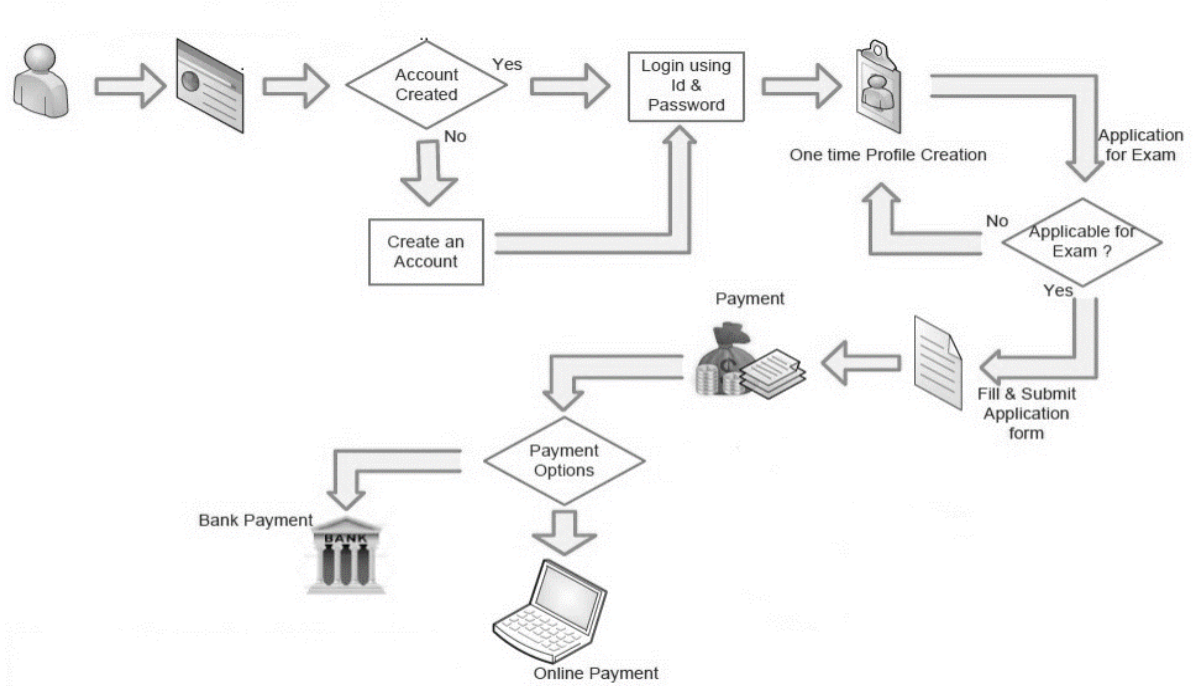 Account
Created
Yes
No
Login using
Id &
Password
Create an
Account
One time Profile Creation
Application
for Exam
Applicable for
Exam ?
No
Yes
Fill & Submit
Application
form
Payment
Payment
Options
Bank Payment
BANK
Online Payment